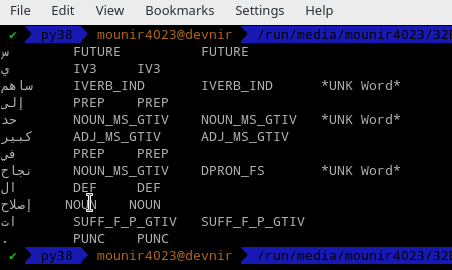 File Edit View Bookmarks Settings Help
✔ py38 mounir4023@devnir /run/media/mounir4023/32
س FUTURE FUTURE
ي IV3 IV3
ساهم IVERB_IND IVERB_IND *UNK Word*
إلى PREP PREP
حد NOUN_MS_GTIV NOUN_MS_GTIV *UNK Word*
كبير ADJ_MS_GTIV ADJ_MS_GTIV
في PREP PREP
نجاح NOUN_MS_GTIV DPRON_FS *UNK Word*
ال DEF DEF
إصلاح NOUN NOUN
ات SUFF_F_P_GTIV SUFF_F_P_GTIV
. PUNC PUNC
✔ py38 mounir4023@devnir /run/media/mounir4023/32